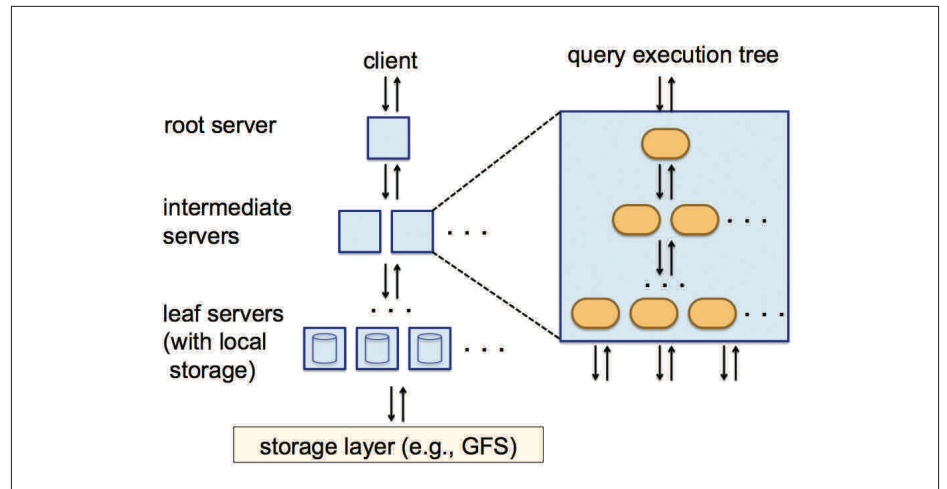 client
query execution tree
root server
intermediate
servers
. . .
. . .
. . .
. . .
leaf servers
(with local
storage)
. . .
. . .
storage layer (e.g., GFS)